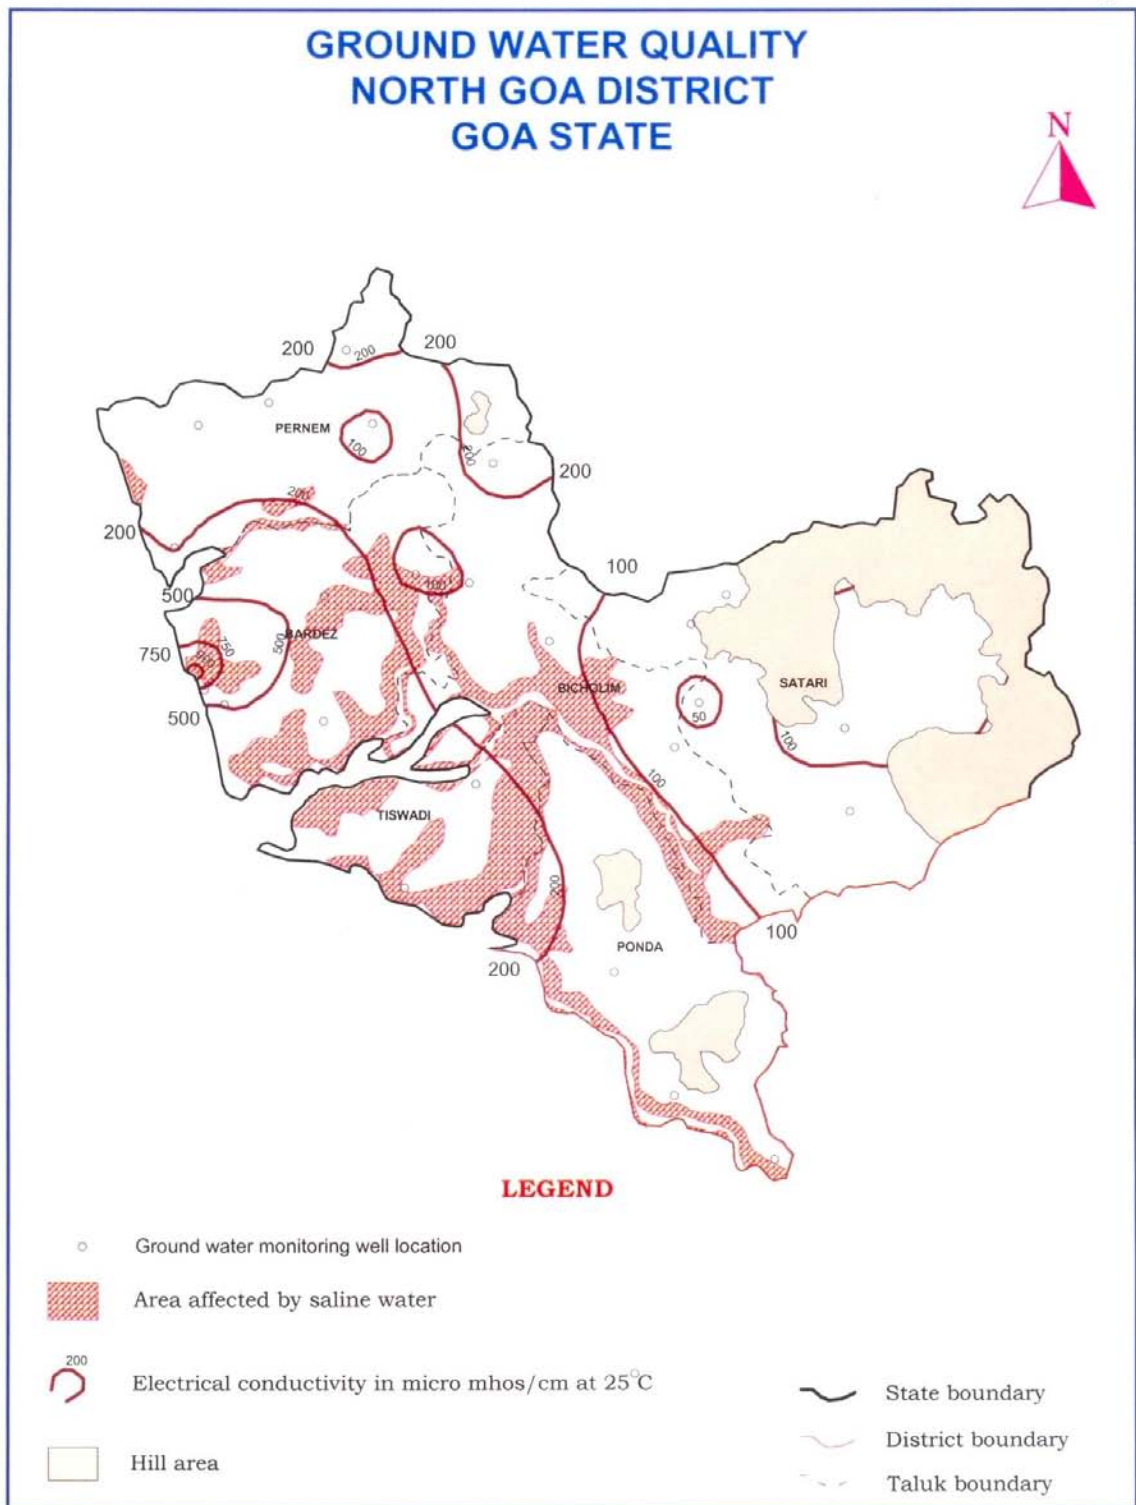 GROUND WATER QUALITY
NORTH GOA DISTRICT
GOA STATE
N
200
200
200
PERNEM
100
200
200
200
200
100
500
100
BARDEZ
750
500
750
BICHOLIM
SATARI
50
500
100
100
TISWADI
200
100
PONDA
200
LEGEND
Ground water monitoring well location
Area affected by saline water
200
Electrical conductivity in micro mhos/cm at 25°C
Hill area
State boundary
District boundary
Taluk boundary